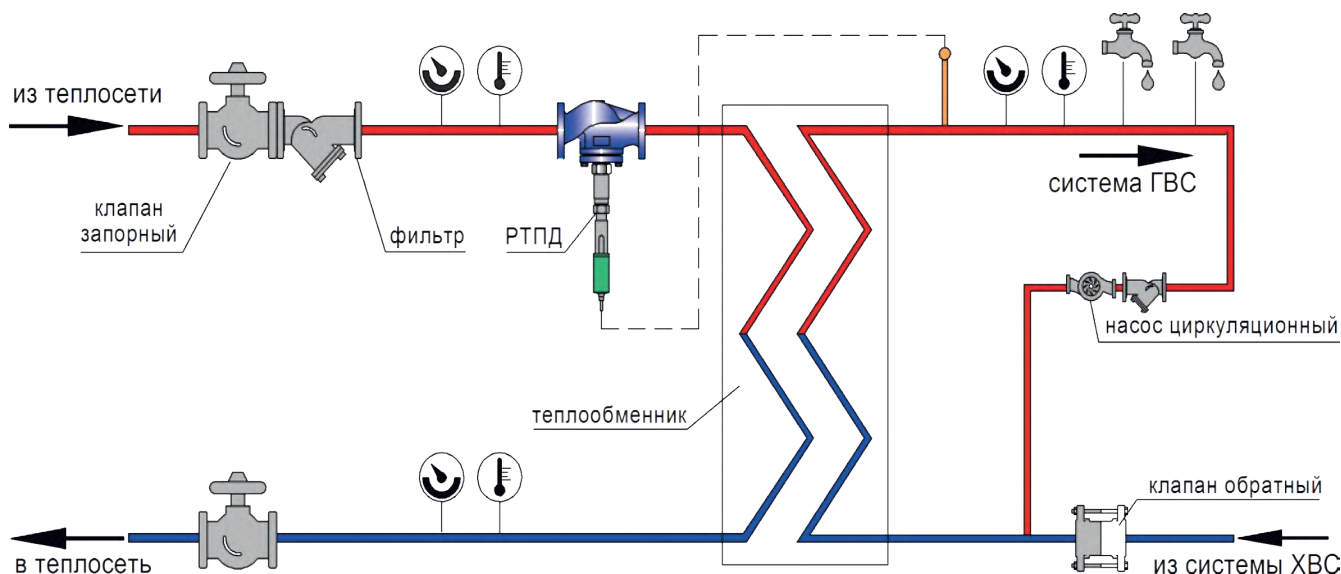 из теплосети
клапан
запорный
фильтр
РТПД
система ГВС
насос циркуляционный
теплообменник
клапан обратный
в теплосеть
из системы ХВС